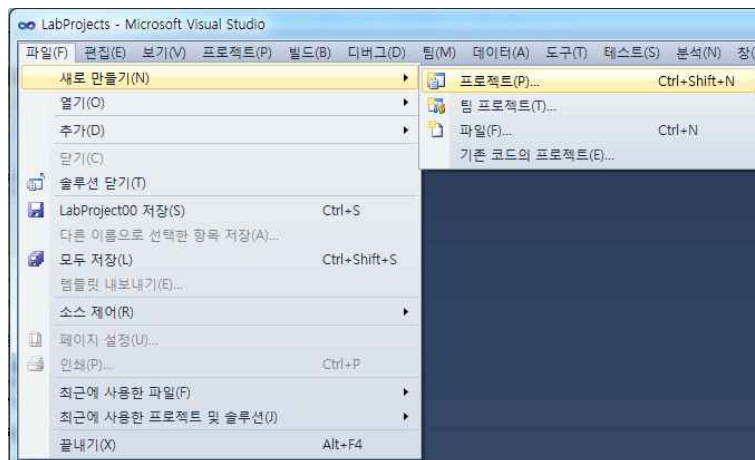 LabProjects - Microsoft Visual Studio
파일(F) 편집(E) 보기(V) 프로젝트(P) 빌드(B) 디버그(D) 팀(M) 데이터(A) 도구(T) 테스트(S) 분석(N) 창(
새로 만들기(N)
열기(O)
추가(D)
닫기(C)
솔루션 닫기(T)
LabProject00 저장(S) Ctrl+S
다른 이름으로 선택한 항목 저장(A)...
모두 저장(L) Ctrl+Shift+S
템플릿 내보내기(E)...
소스 제어(R)
페이지 설정(U)...
인쇄(P)... Ctrl+P
최근에 사용한 파일(F)
최근에 사용한 프로젝트 및 솔루션(J)
끝내기(X) Alt+F4
프로젝트(P)... Ctrl+Shift+N
팀 프로젝트(T)...
파일(F)... Ctrl+N
기존 코드의 프로젝트(E)...